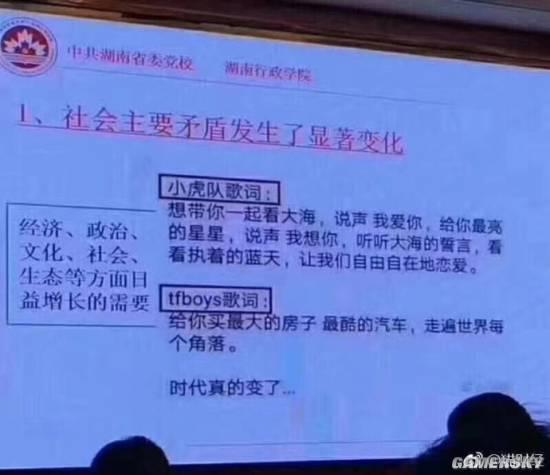 中共湖南省委党校 湖南行政学院
1、社会主要矛盾发生了显著变化
小虎队歌词：
想带你一起看大海，说声 我爱你，给你最亮
的星星，说声 我想你，听听大海的誓言，看
看执着的蓝天，让我们自由自在地恋爱。
经济、政治、
文化、社会、
生态等方面日
益增长的需要
tfboys歌词：
给你买最大的房子 最酷的汽车，走遍世界每
个角落。
时代真的变了...
GAMERSKY